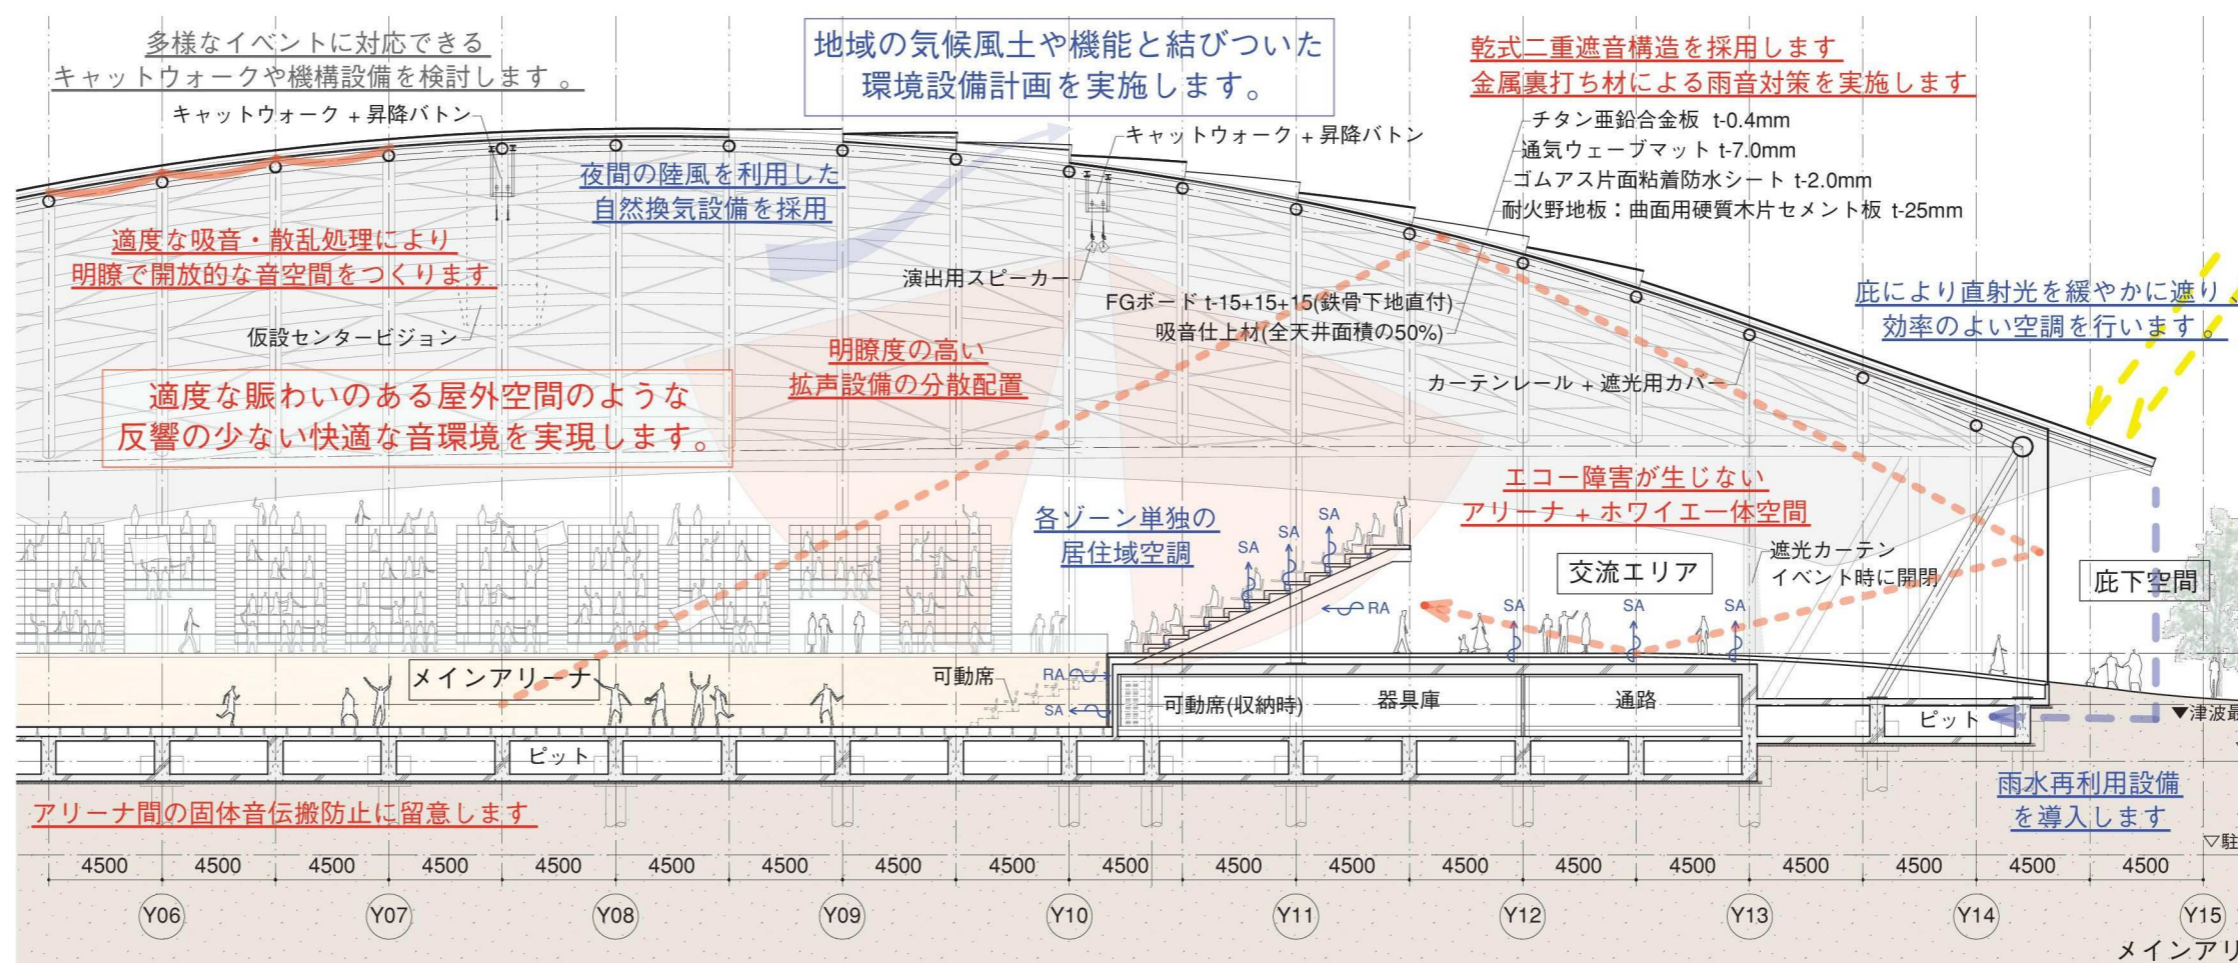 多様なイベントに対応できる
キャットウォークや機構設備を検討します。
キャットウォーク + 昇降バトン
地域の気候風土や機能と結びついた
環境設備計画を実施します。
乾式二重遮音構造を採用します
金属裏打ち材による雨音対策を実施します
チタン亜鉛合金板 t-0.4mm
通気ウェーブマット t-7.0mm
ゴムアス片面粘着防水シート t-2.0mm
耐火野地板：曲面用硬質木片セメント板 t-25mm
キャットウォーク + 昇降バトン
夜間の陸風を利用した
自然換気設備を採用
適度な吸音・散乱処理により
明瞭で開放的な音空間をつくります
演出用スピーカー
FGボード t-15+15+15(鉄骨下地直付)
吸音仕上材(全天井面積の50%)
庇により直射光を緩やかに遮り、
効率のよい空調を行います。
仮設センタービジョン
明瞭度の高い
拡声設備の分散配置
カーテンレール + 遮光用カバー
適度な賑わいのある屋外空間のような
反響の少ない快適な音環境を実現します。
エコー障害が生じない
アリーナ + ホワイエ一体空間
各ゾーン単独の
居住域空調
SA
SA
SA
RA
遮光カーテン
イベント時に開閉
交流エリア
庇下空間
SA
SA
SA
メインアリーナ
可動席
RA
SA
可動席(収納時)
器具庫
通路
ピット
▼津波最
ピット
アリーナ間の固体音伝搬防止に留意します
雨水再利用設備
を導入します
▽駐
4500 4500 4500 4500 4500 4500 4500 4500 4500 4500 4500 4500 4500 4500 4500 4500 4500 4500 4500
Y06 Y07 Y08 Y09 Y10 Y11 Y12 Y13 Y14 Y15
メインアリ